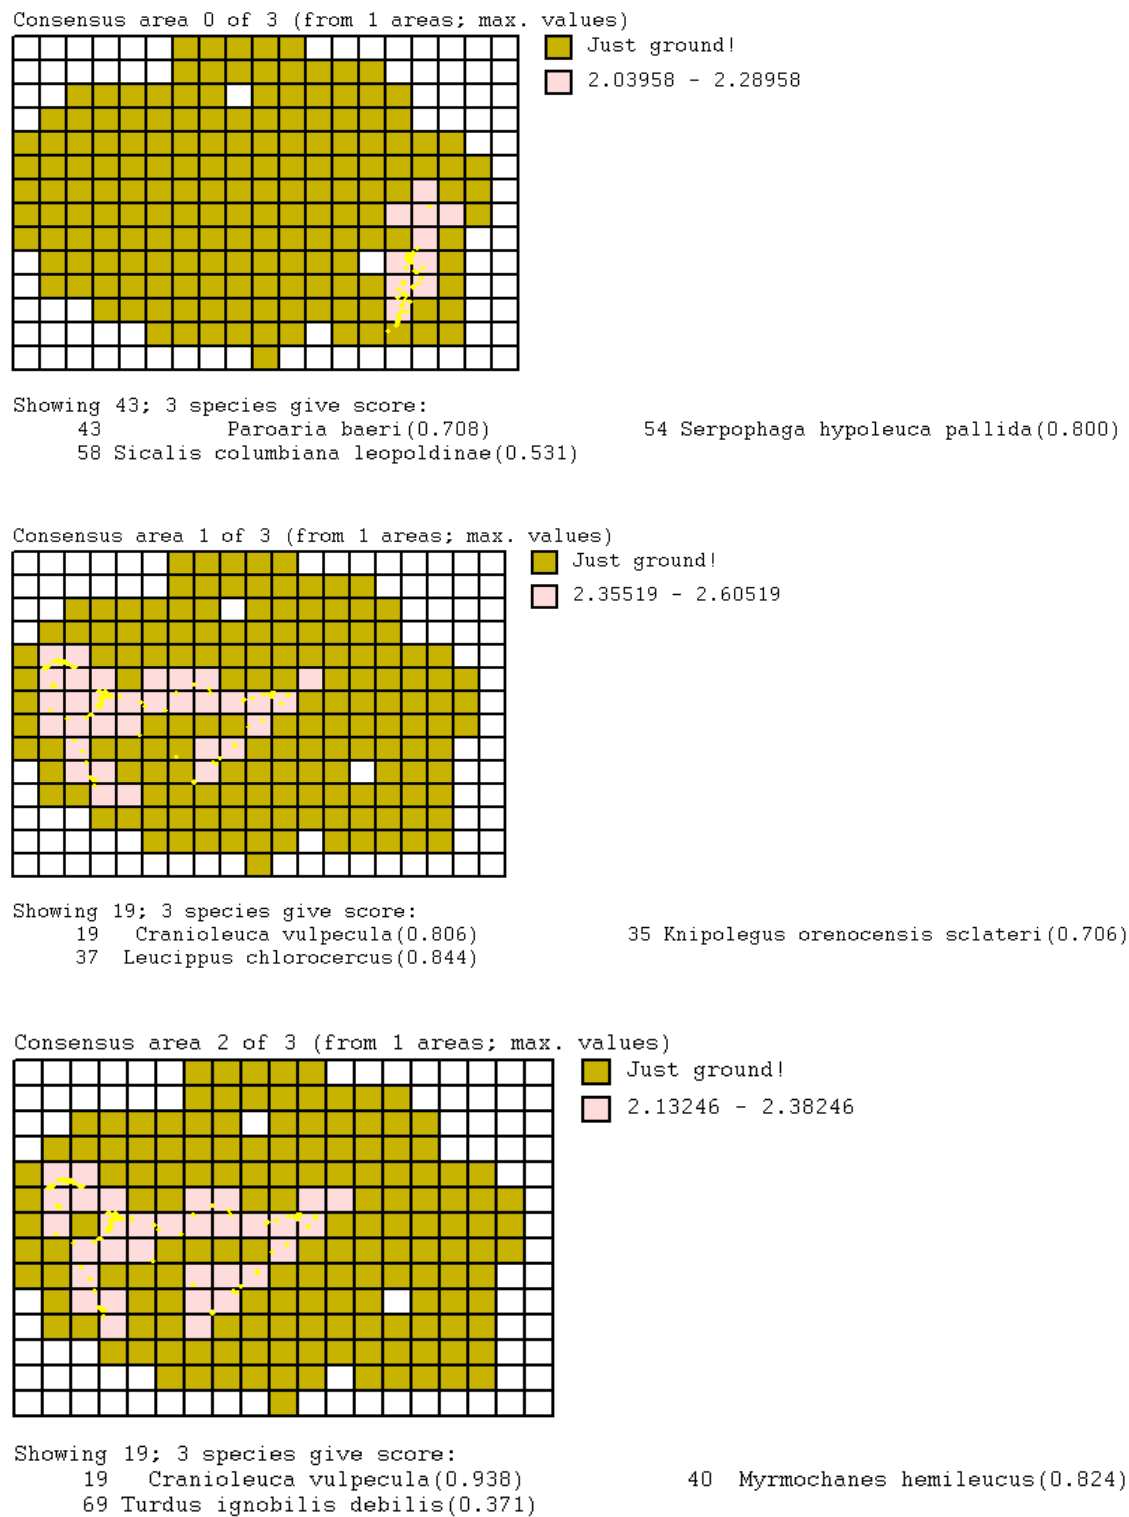 Consensus area 0 of 3 (from 1 areas; max. values)
Just ground!
2.03958 - 2.28958
Showing 43; 3 species give score:
43 Paroaria baeri(0.708) 54 Serpophaga hypoleuca pallida(0.800)
58 Sicalis columbiana leopoldinae(0.531)
Consensus area 1 of 3 (from 1 areas; max. values)
Just ground!
2.35519 - 2.60519
Showing 19; 3 species give score:
19 Cranioleuca vulpecula(0.806) 35 Knipolegus orenocensis sclateri(0.706)
37 Leucippus chlorocercus(0.844)
Consensus area 2 of 3 (from 1 areas; max. values)
Just ground!
2.13246 - 2.38246
Showing 19; 3 species give score:
19 Cranioleuca vulpecula(0.938) 40 Myrmochanes hemileucus(0.824)
69 Turdus ignobilis debilis(0.371)